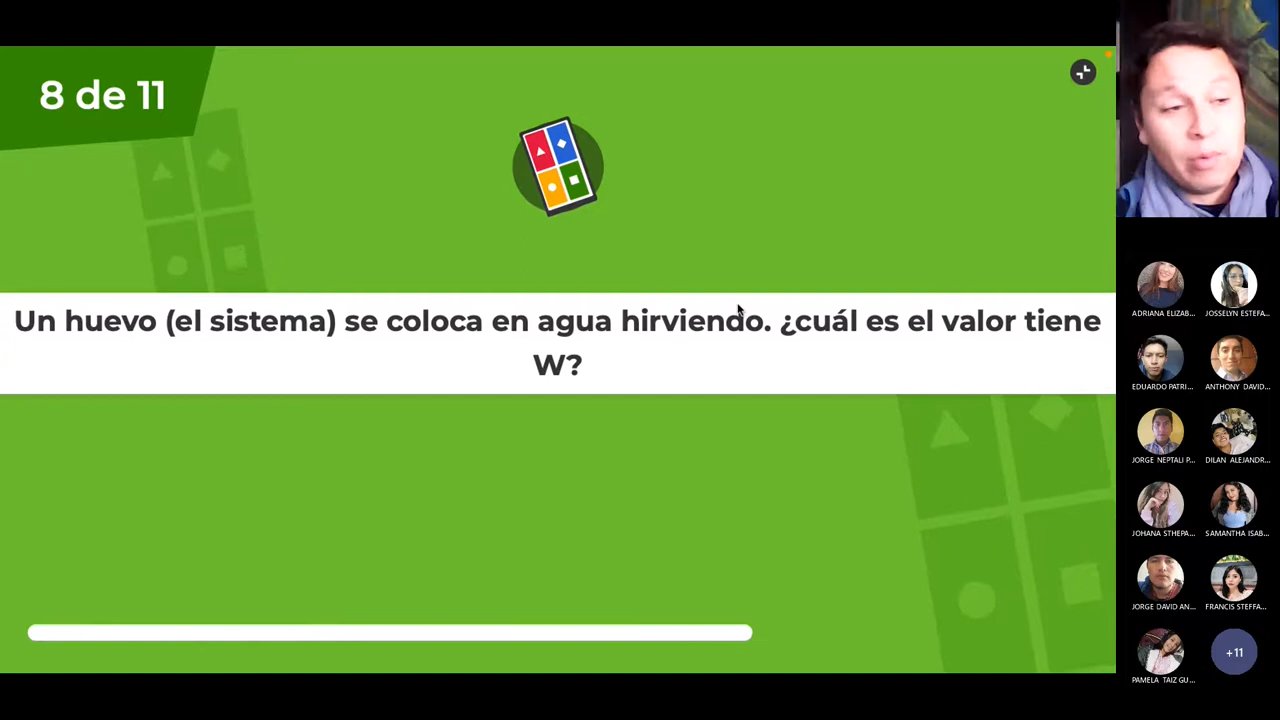 8 de 11
Un huevo (el sistema) se coloca en agua hirviendo. ¿cuál es el valor tiene
W?
ADRIANA ELIZAB...
JOSSELYN ESTEFA...
EDUARDO PATRI...
ANTHONY DAVID...
JORGE NEPTALI P...
DILAN ALEJANDR...
JOHANA STHEPA...
SAMANTHA ISAB...
JORGE DAVID AN...
FRANCIS STEFFA...
PAMELA TAIZ GU...
+11